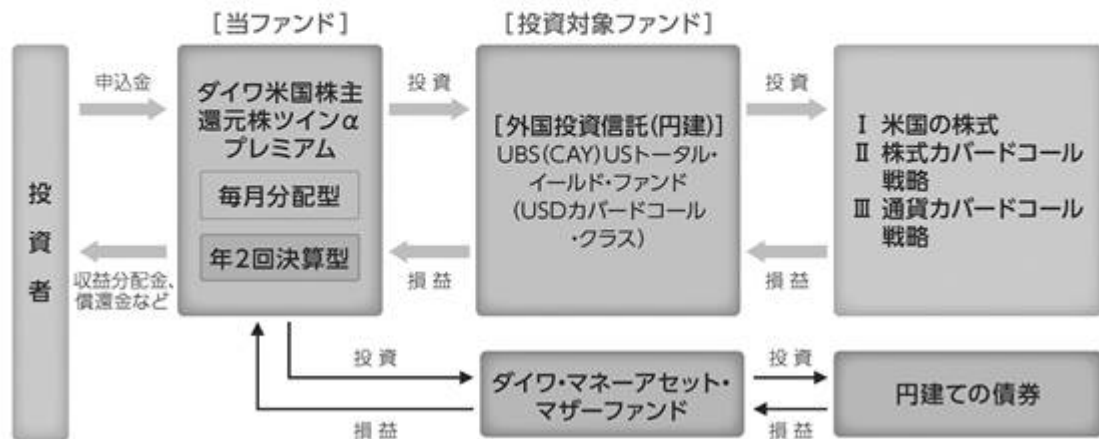 [当ファンド]
[投資対象ファンド]
投資者
申込金
収益分配金、
償還金など
ダイワ米国株主
還元株ツインα
プレミアム
毎月分配型
年2回決算型
投資
損益
[外国投資信託(円建)]
UBS(CAY)USトータル・
イールド・ファンド
(USDカバードコール
・クラス)
投資
損益
Ⅰ 米国の株式
Ⅱ 株式カバードコール
戦略
Ⅲ 通貨カバードコール
戦略
投資
損益
ダイワ・マネーアセット・
マザーファンド
投資
損益
円建ての債券